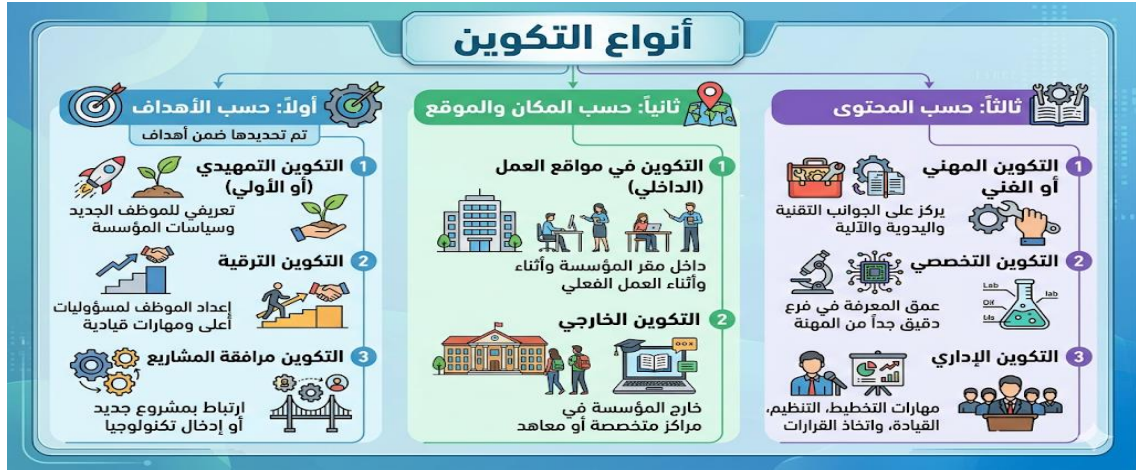 أنواع التكوين
أولاً: حسب الأهداف
تم تحديدها ضمن أهداف
1 التكوين التمهيدي
(أو الأولي)
تعريفي للموظف الجديد
وسياسات المؤسسة
2 التكوين الترقية
إعداد الموظف لمسؤوليات
أعلى ومهارات قيادية
3 التكوين مرافقة المشاريع
ارتباط بمشروع جديد
أو إدخال تكنولوجيا
ثانياً: حسب المكان والموقع
1 التكوين في مواقع العمل
(الداخلي)
داخل مقر المؤسسة وأثناء
وأثناء العمل الفعلي
2 التكوين الخارجي
خارج المؤسسة في
مراكز متخصصة أو معاهد
ثالثاً: حسب المحتوى
1 التكوين المهني
أو الفني
يركز على الجوانب التقنية
واليدوية والآلية
2 التكوين التخصصي
Lab
lab
عمق المعرفة في فرع
دقيق جداً من المهنة
3 التكوين الإداري
مهارات التخطيط، التنظيم،
القيادة، واتخاذ القرارات